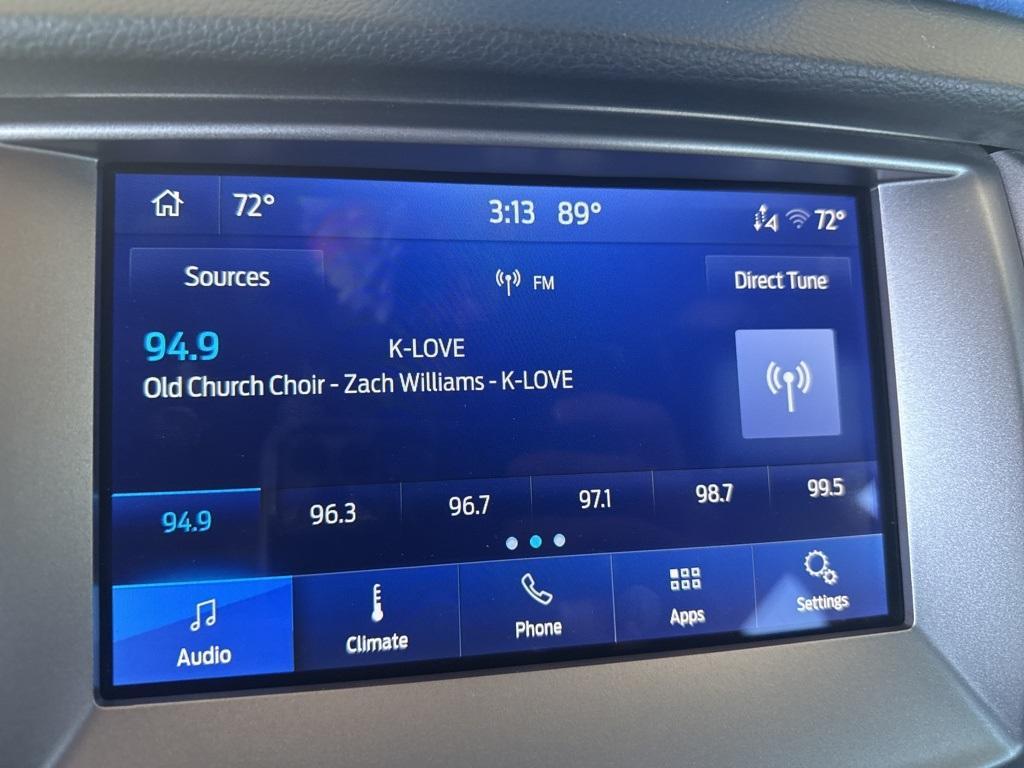 72° 3:13 89° 72°
Sources FM Direct Tune
94.9 K-LOVE
Old Church Choir - Zach Williams - K-LOVE
94.9 96.3 96.7 97.1 98.7 99.5
Audio Climate Phone Apps Settings